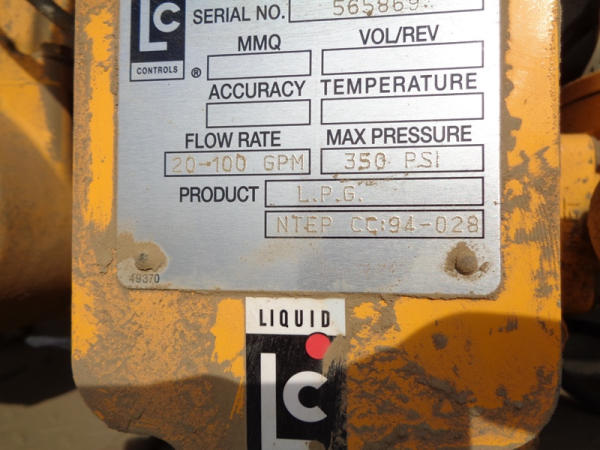 LC
CONTROLS ®
SERIAL NO. 565869
MMQ VOL/REV
ACCURACY TEMPERATURE
FLOW RATE MAX PRESSURE
20-100 GPM 350 PSI
PRODUCT L.P.G.
NTEP CC:94-028
49370
LIQUID
LC